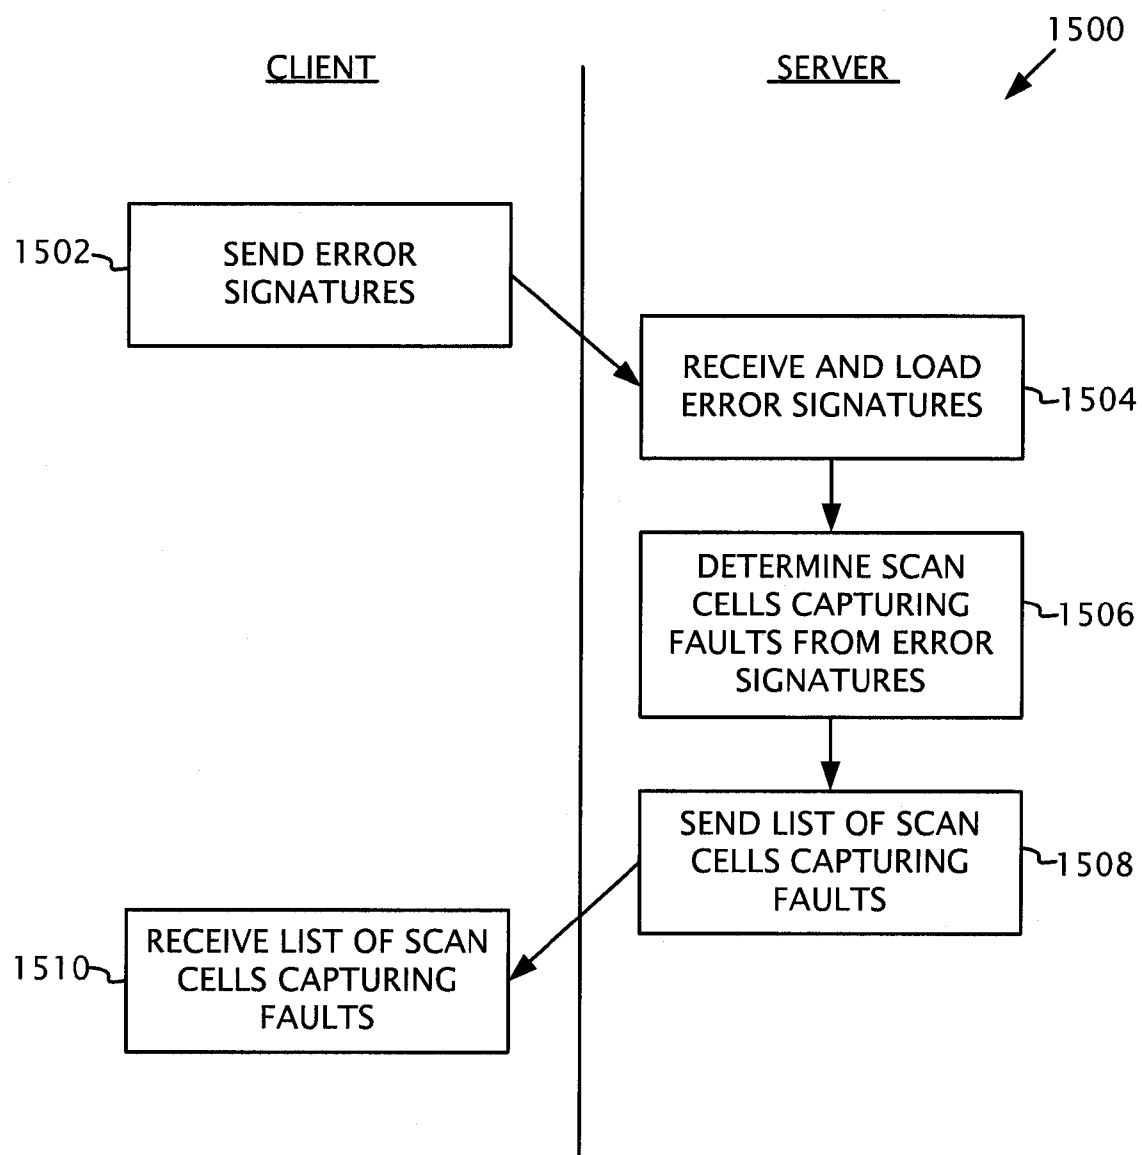 1500
CLIENT
SERVER
1502
SEND ERROR
SIGNATURES
RECEIVE AND LOAD
ERROR SIGNATURES
1504
DETERMINE SCAN
CELLS CAPTURING
FAULTS FROM ERROR
SIGNATURES
1506
SEND LIST OF SCAN
CELLS CAPTURING
FAULTS
1508
1510
RECEIVE LIST OF SCAN
CELLS CAPTURING
FAULTS